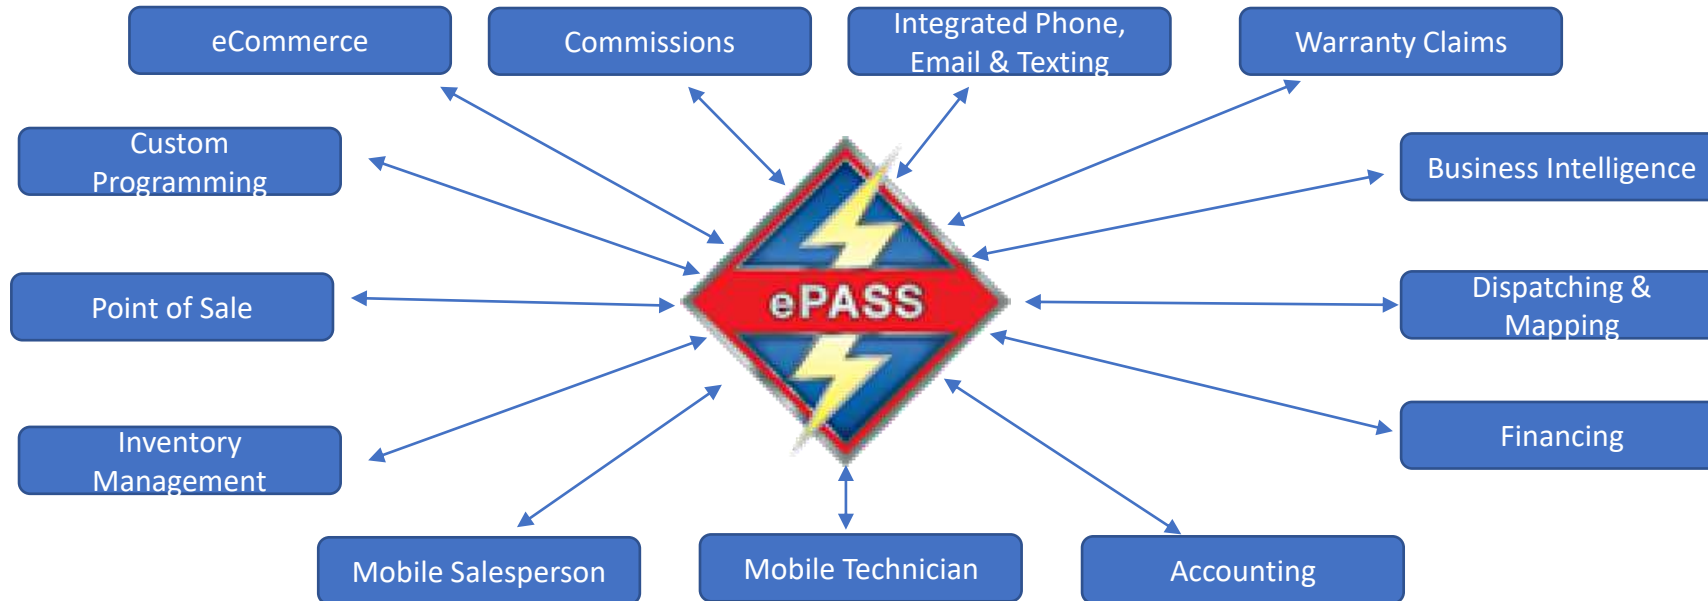 eCommerce
Commissions
Integrated Phone,
Email & Texting
Warranty Claims
Custom
Programming
Business Intelligence
Point of Sale
ePASS
Dispatching &
Mapping
Inventory
Management
Financing
Mobile Salesperson
Mobile Technician
Accounting